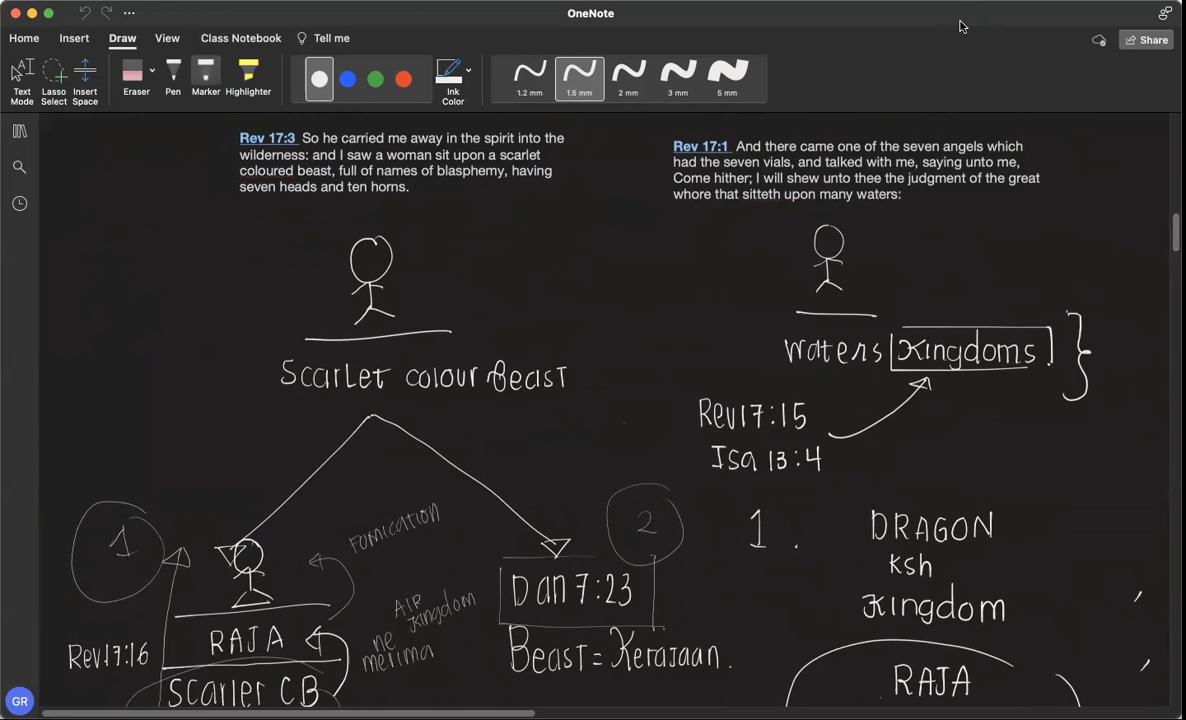 OneNote
Home Insert Draw View Class Notebook Tell me
Share
Text Mode
Lasso Select
Insert Space
Eraser
Pen
Marker
Highlighter
Ink Color
1.2 mm
1.5 mm
2 mm
3 mm
5 mm
Rev 17:3 So he carried me away in the spirit into the
wilderness: and I saw a woman sit upon a scarlet
coloured beast, full of names of blasphemy, having
seven heads and ten horns.
Rev 17:1 And there came one of the seven angels which
had the seven vials, and talked with me, saying unto me,
Come hither; I will shew unto thee the judgment of the great
whore that sitteth upon many waters:
Scarlet colour Beast
waters Kingdoms
Rev17:15
Isa 13:4
1
Fornication
AIR
Kingdom
ne
merima
RAJA
Rev17:16
Scarler CB
2
Dan 7:23
Beast = Kerajaan.
1.
DRAGON
Ksh
Kingdom
RAJA
GR